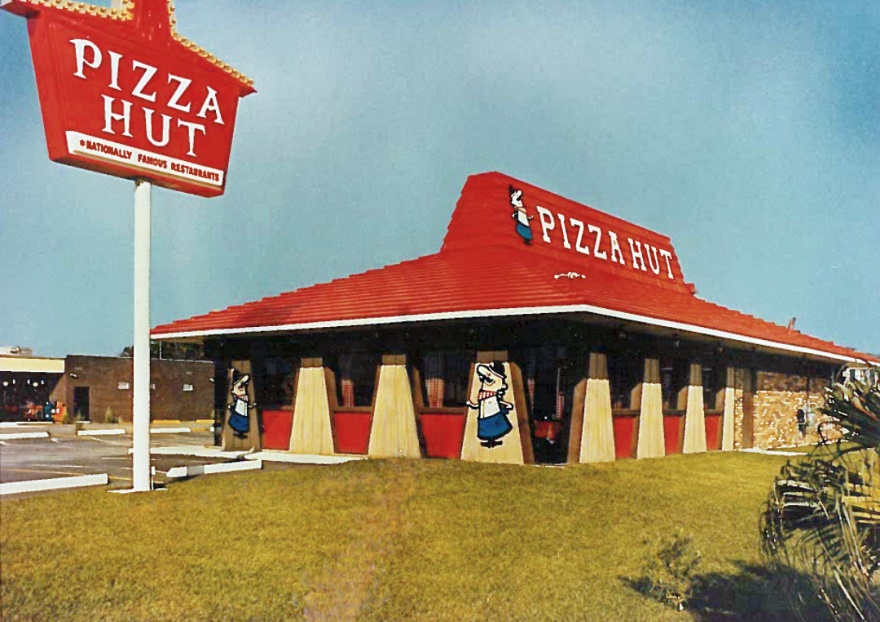 PIZZA
HUT
*NATIONALLY FAMOUS RESTAURANTS
PIZZA HUT